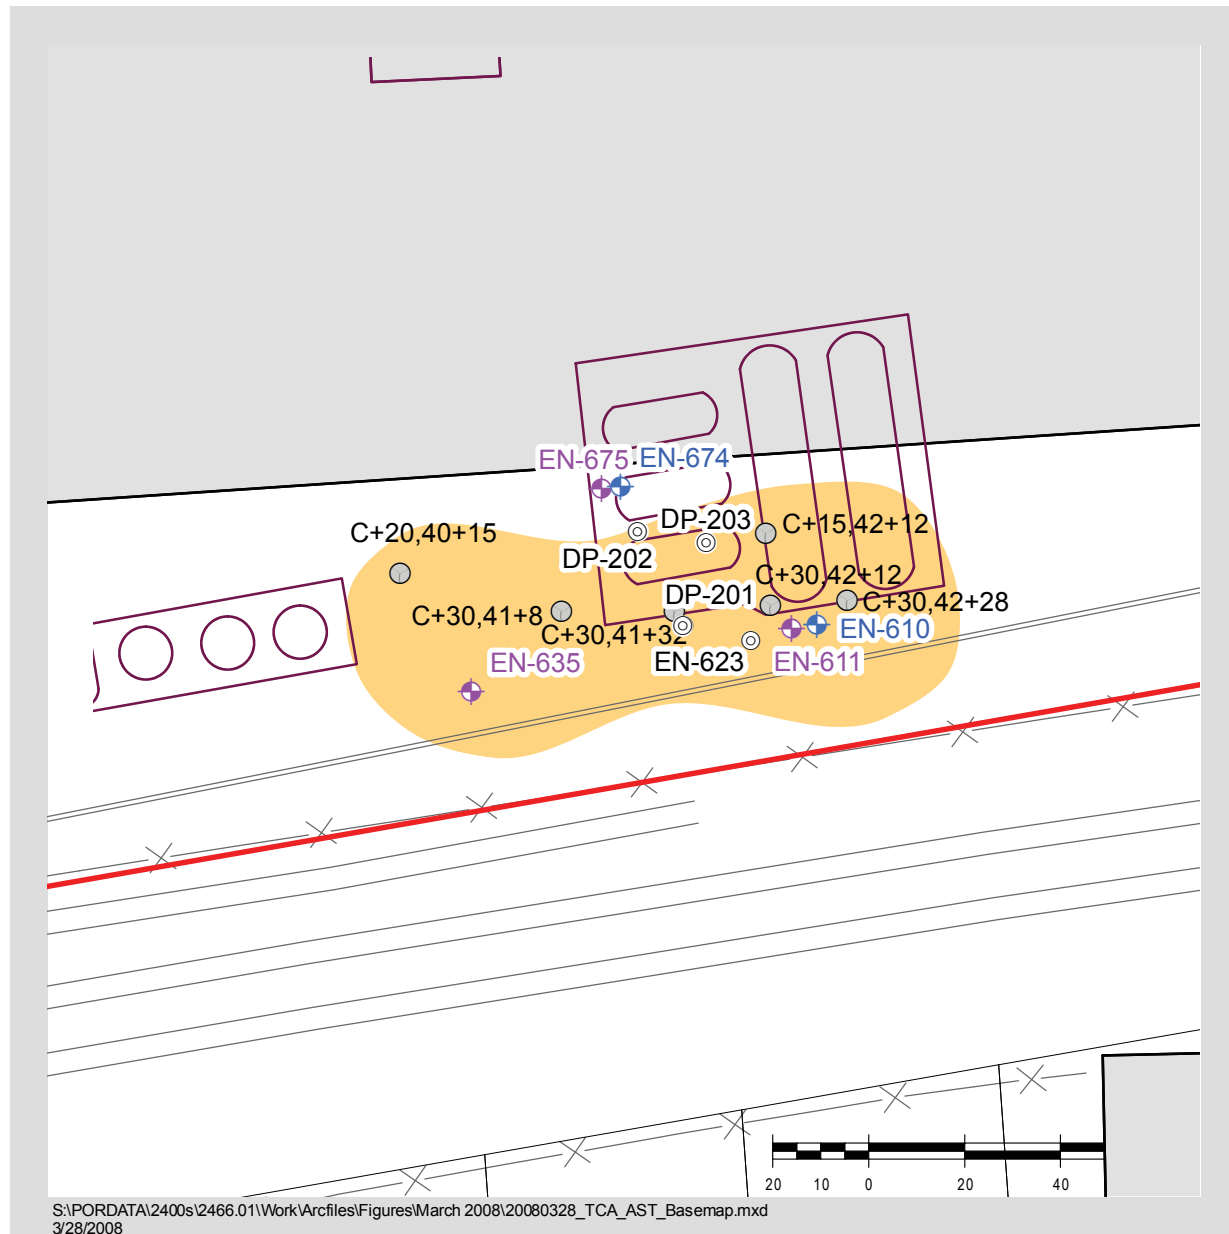 EN-675 EN-674
C+20,40+15
DP-203
C+15,42+12
DP-202
C+30,42+12
DP-201
C+30,42+28
C+30,41+8
C+30,41+32
EN-610
EN-635
EN-623
EN-611
20 10 0 20 40
S:\PORDATA\2400s\2466.01\Work\Arcfiles\Figures\March 2008\20080328_TCA_AST_Basemap.mxd
3/28/2008